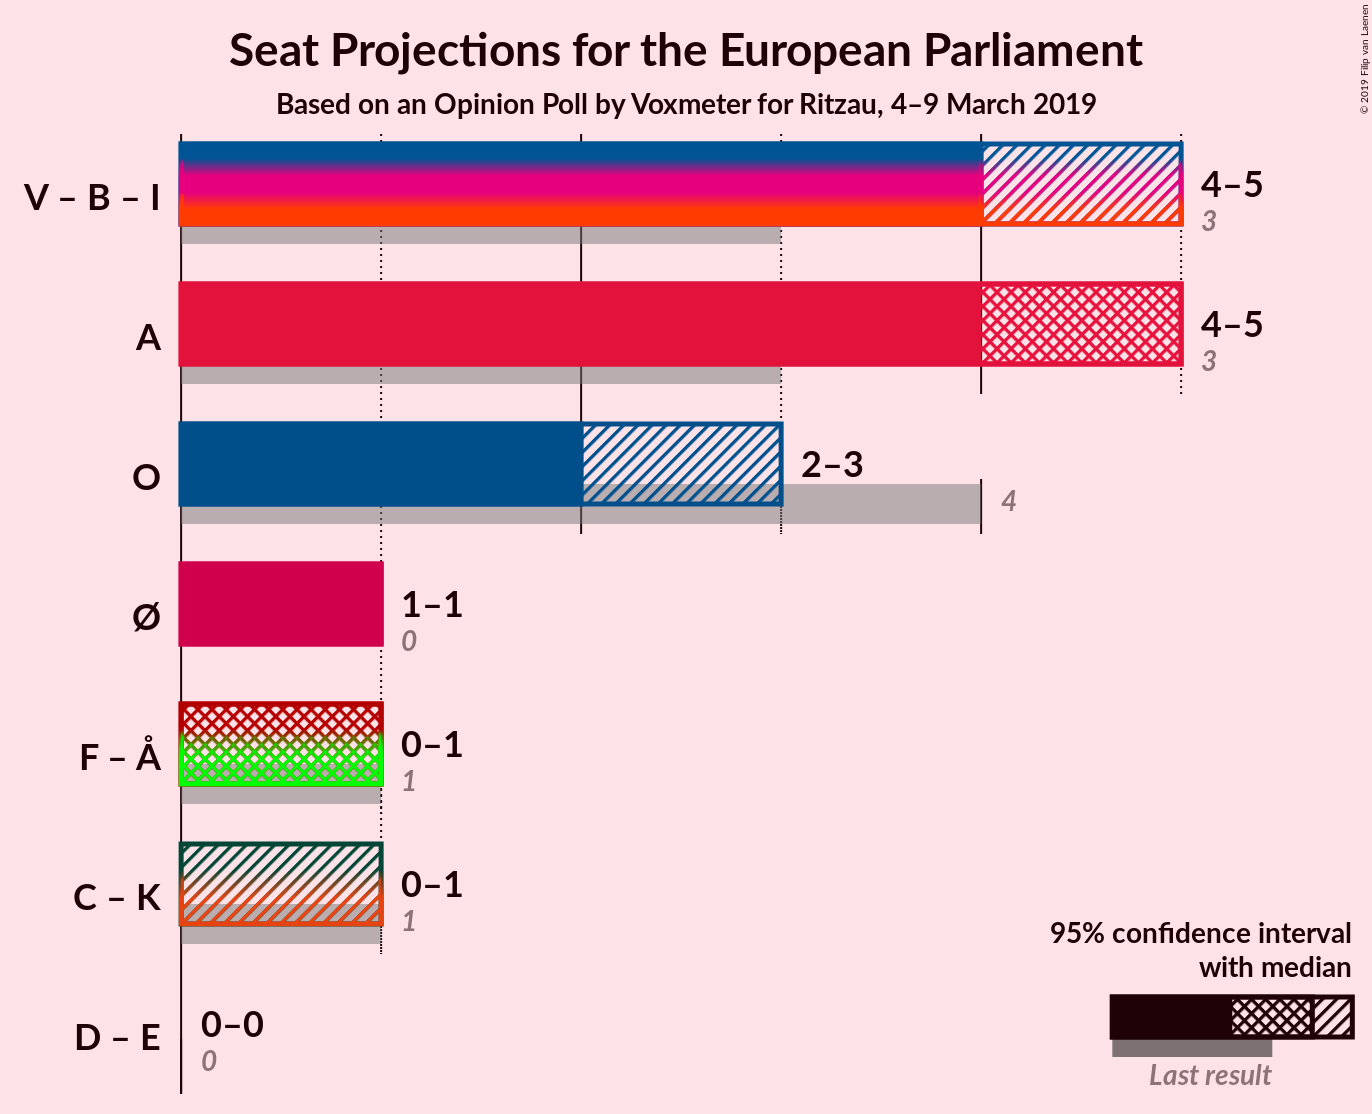 Seat Projections for the European Parliament
Based on an Opinion Poll by Voxmeter for Ritzau, 4–9 March 2019
© 2019 Filip van Laenen
V – B – I
4–5
3
A
4–5
3
O
2–3
4
Ø
1–1
0
F – Å
0–1
1
C – K
0–1
1
D – E
0–0
0
95% confidence interval
with median
Last result